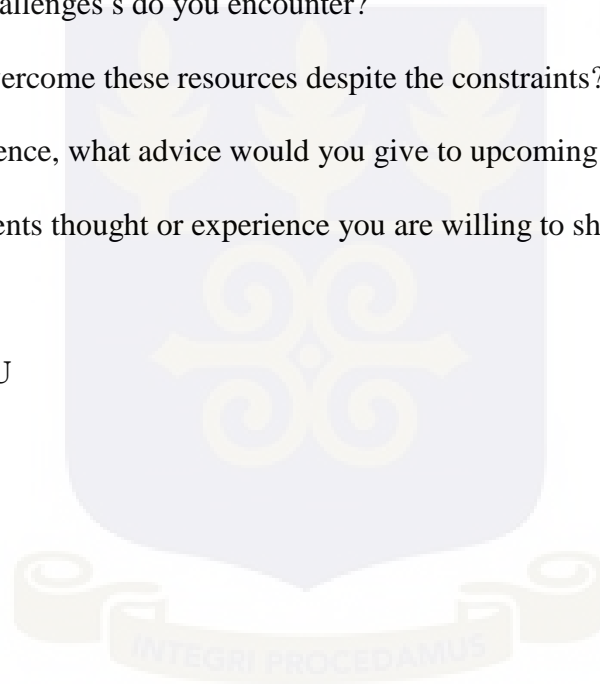 allenges s do you encounter?
ercome these resources despite the constraints?
ence, what advice would you give to upcoming
ents thought or experience you are willing to sh
U
INTEGRI PROCEDAMUS